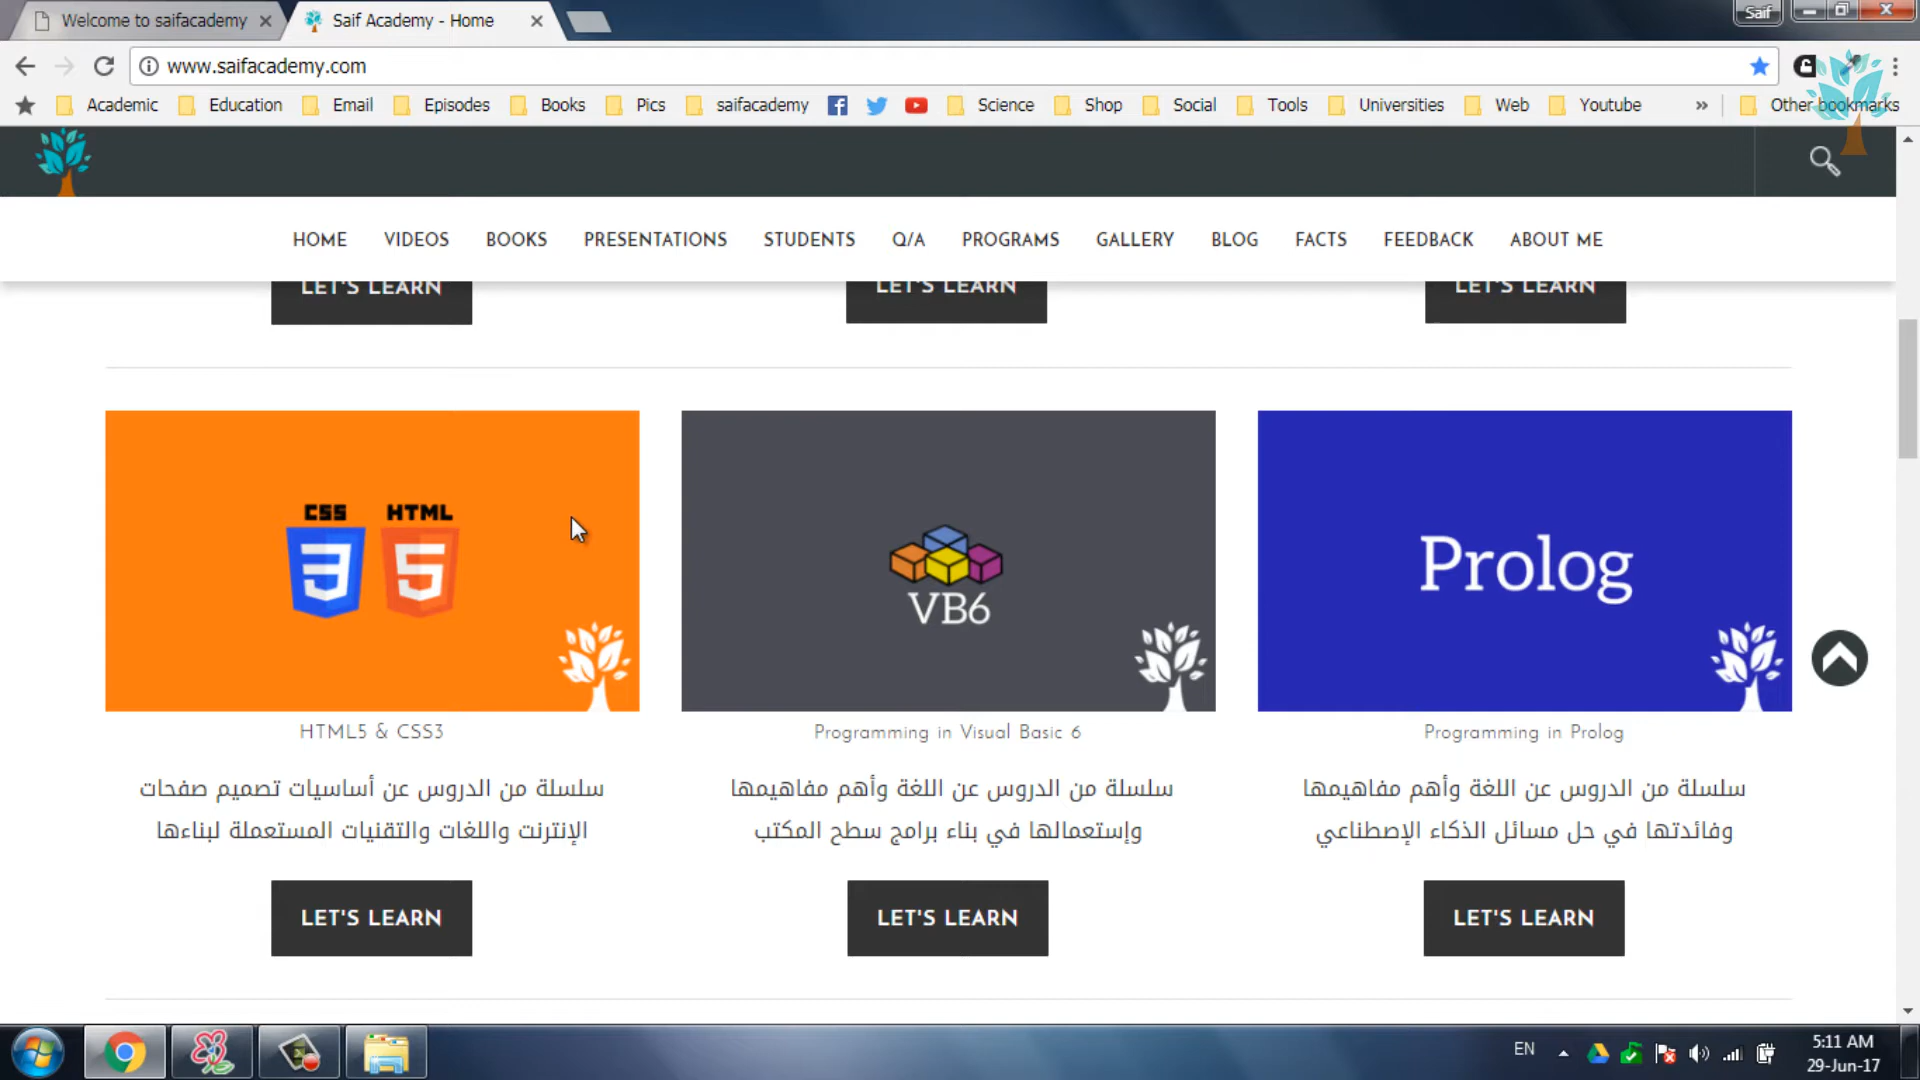 Welcome to saifacademy
Saif Academy - Home
Saif
www.saifacademy.com
Academic
Education
Email
Episodes
Books
Pics
saifacademy
Science
Shop
Social
Tools
Universities
Web
Youtube
»
Other bookmarks
HOME
VIDEOS
BOOKS
PRESENTATIONS
STUDENTS
Q/A
PROGRAMS
GALLERY
BLOG
FACTS
FEEDBACK
ABOUT ME
LET'S LEARN
LET'S LEARN
LET'S LEARN
CSS
3
HTML
5
VB6
Prolog
HTML5 & CSS3
Programming in Visual Basic 6
Programming in Prolog
سلسلة من الدروس عن أساسيات تصميم صفحات
الإنترنت واللغات والتقنيات المستعملة لبناءها
سلسلة من الدروس عن اللغة وأهم مفاهيمها
وإستعمالها في بناء برامج سطح المكتب
سلسلة من الدروس عن اللغة وأهم مفاهيمها
وفائدتها في حل مسائل الذكاء الإصطناعي
LET'S LEARN
LET'S LEARN
LET'S LEARN
EN
5:11 AM
29-Jun-17